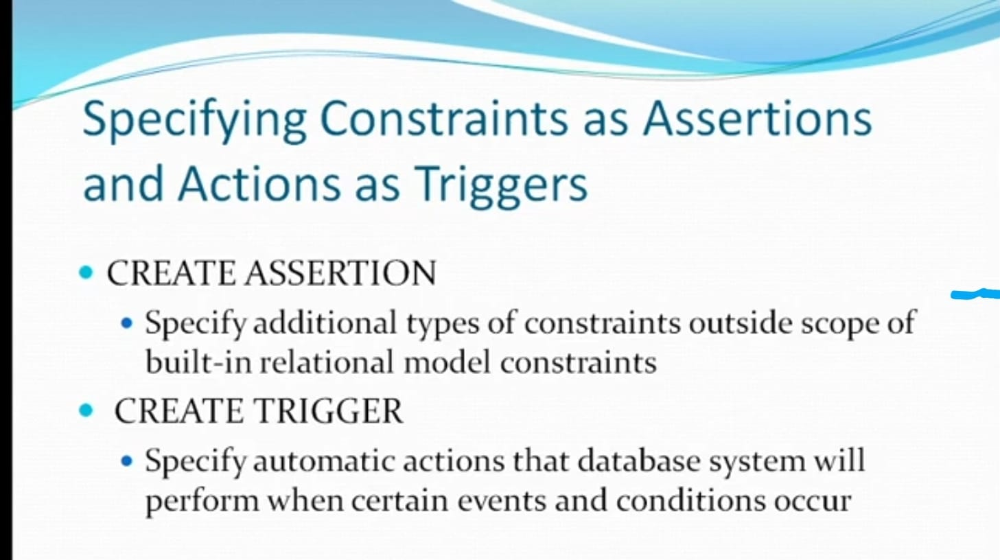 Specifying Constraints as Assertions
and Actions as Triggers
CREATE ASSERTION
Specify additional types of constraints outside scope of
built-in relational model constraints
CREATE TRIGGER
Specify automatic actions that database system will
perform when certain events and conditions occur